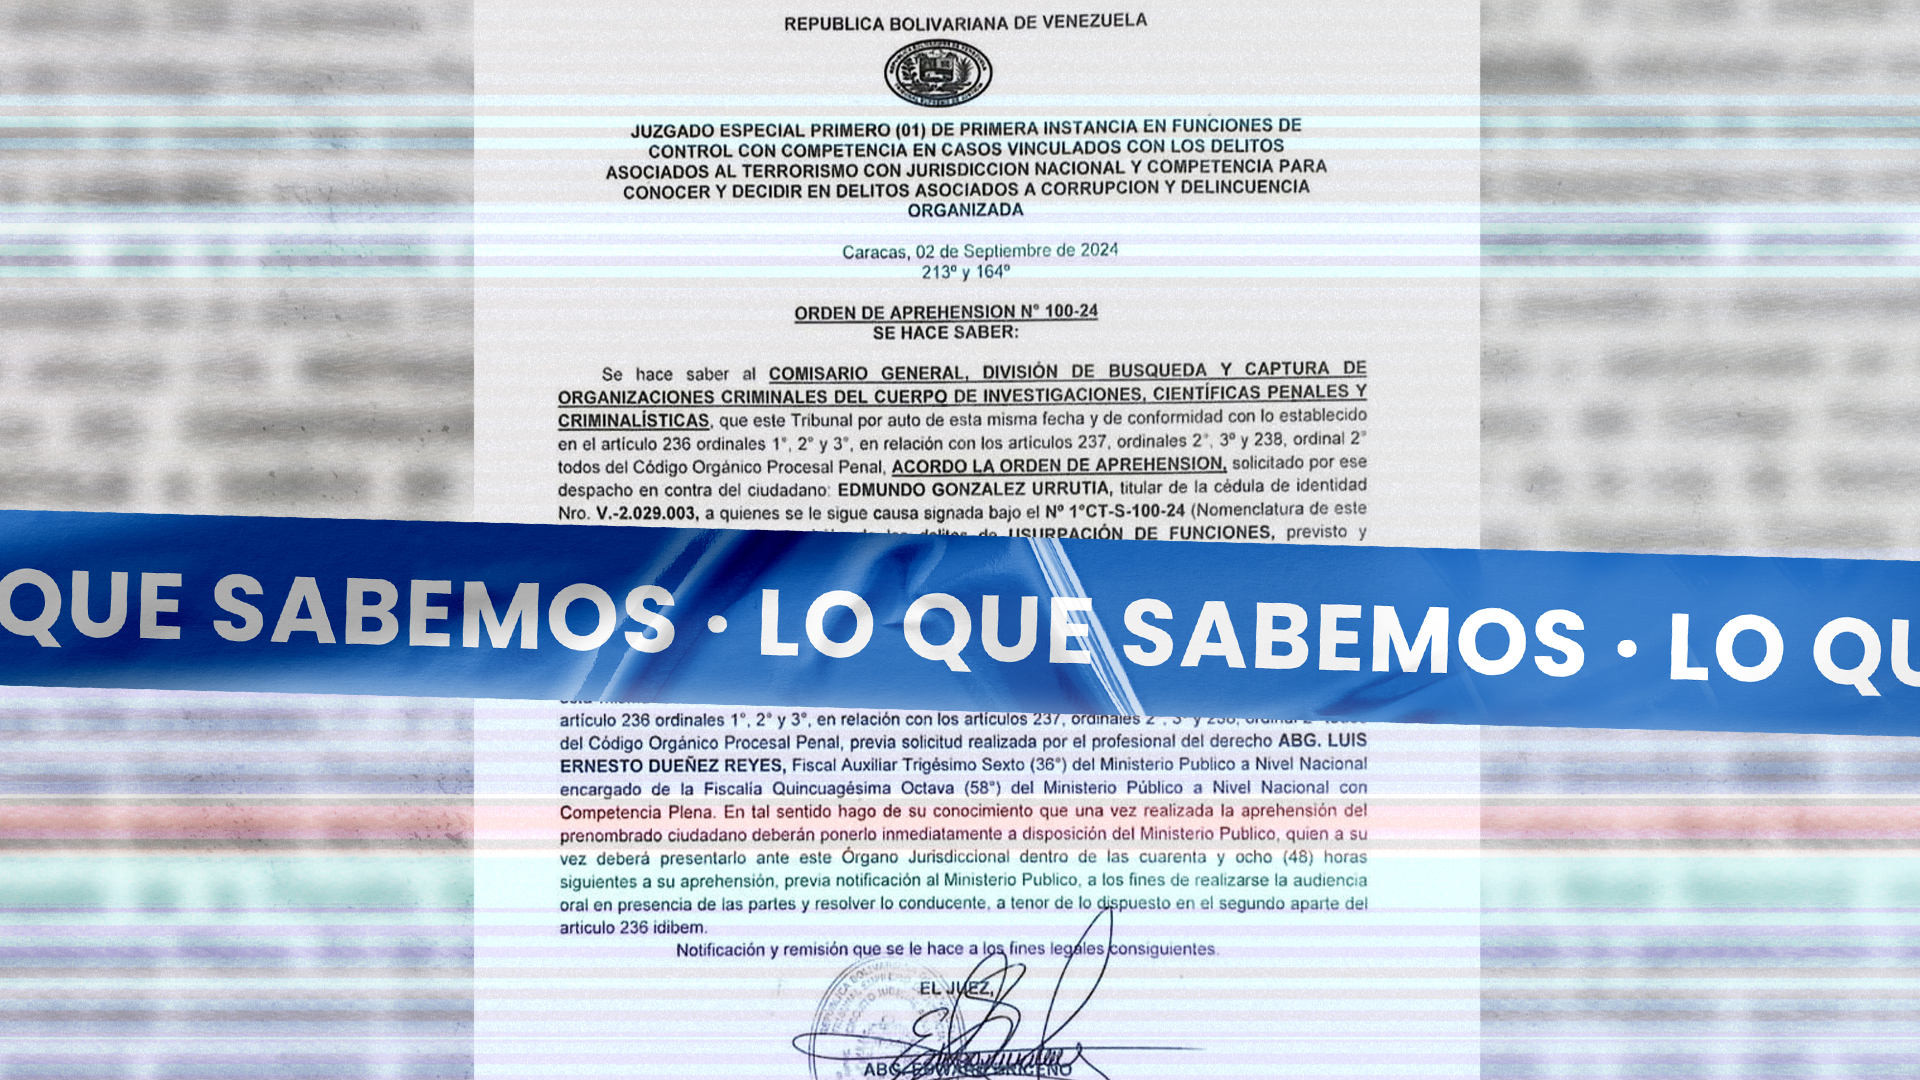 REPUBLICA BOLIVARIANA DE VENEZUELA
JUZGADO ESPECIAL PRIMERO (01) DE PRIMERA INSTANCIA EN FUNCIONES DE
CONTROL CON COMPETENCIA EN CASOS VINCULADOS CON LOS DELITOS
ASOCIADOS AL TERRORISMO CON JURISDICCION NACIONAL Y COMPETENCIA PARA
CONOCER Y DECIDIR EN DELITOS ASOCIADOS A CORRUPCION Y DELINCUENCIA
ORGANIZADA
Caracas, 02 de Septiembre de 2024
213º y 164º
ORDEN DE APREHENSION N° 100-24
SE HACE SABER:
Se hace saber al COMISARIO GENERAL, DIVISIÓN DE BUSQUEDA Y CAPTURA DE
ORGANIZACIONES CRIMINALES DEL CUERPO DE INVESTIGACIONES, CIENTÍFICAS PENALES Y
CRIMINALÍSTICAS, que este Tribunal por auto de esta misma fecha y de conformidad con lo establecido
en el artículo 236 ordinales 1°, 2° y 3°, en relación con los artículos 237, ordinales 2°, 3º y 238, ordinal 2°
todos del Código Orgánico Procesal Penal, ACORDO LA ORDEN DE APREHENSION, solicitado por ese
despacho en contra del ciudadano: EDMUNDO GONZALEZ URRUTIA, titular de la cédula de identidad
Nro. V.-2.029.003, a quienes se le sigue causa signada bajo el Nº 1°CT-S-100-24 (Nomenclatura de este
delitos de USURPACIÓN DE FUNCIONES, previsto y
QUE SABEMOS · LO QUE SABEMOS · LO QU
artículo 236 ordinales 1°, 2° y 3°, en relación con los artículos 237, ordinales 2°, 3° y 238, ordinal 2° todos
del Código Orgánico Procesal Penal, previa solicitud realizada por el profesional del derecho ABG. LUIS
ERNESTO DUEÑEZ REYES, Fiscal Auxiliar Trigésimo Sexto (36°) del Ministerio Publico a Nivel Nacional
encargado de la Fiscalía Quincuagésima Octava (58°) del Ministerio Público a Nivel Nacional con
Competencia Plena. En tal sentido hago de su conocimiento que una vez realizada la aprehensión del
prenombrado ciudadano deberán ponerlo inmediatamente a disposición del Ministerio Publico, quien a su
vez deberá presentarlo ante este Órgano Jurisdiccional dentro de las cuarenta y ocho (48) horas
siguientes a su aprehensión, previa notificación al Ministerio Publico, a los fines de realizarse la audiencia
oral en presencia de las partes y resolver lo conducente, a tenor de lo dispuesto en el segundo aparte del
articulo 236 idibem.
Notificación y remisión que se le hace a los fines legales consiguientes.
EL JUEZ,
ABG.